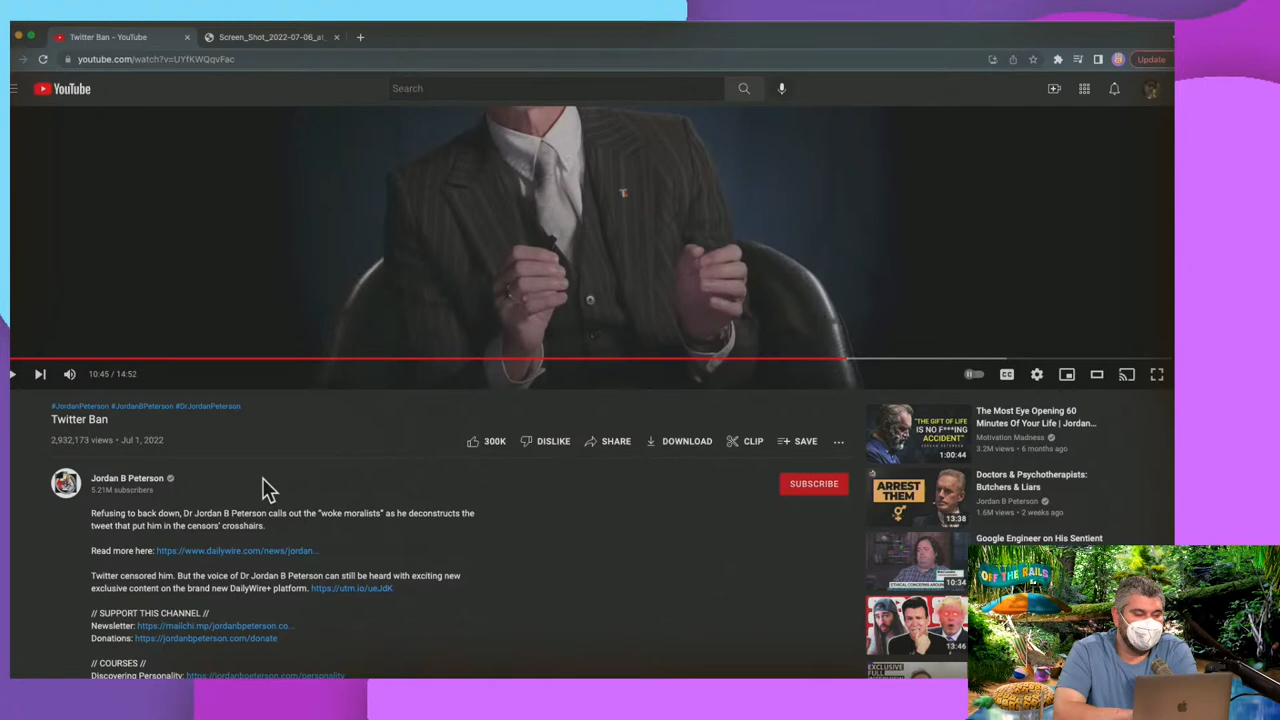 Twitter Ban - YouTube
Screen_Shot_2022-07-06_at_
youtube.com/watch?v=UYfKWQqvFac
Update
YouTube
Search
10:45 / 14:52
CC
#JordanPeterson #JordanBPeterson #DrJordanPeterson
Twitter Ban
2,932,173 views • Jul 1, 2022
300K
DISLIKE
SHARE
DOWNLOAD
CLIP
SAVE
Jordan B Peterson
5.21M subscribers
SUBSCRIBE
Refusing to back down, Dr Jordan B Peterson calls out the “woke moralists” as he deconstructs the
tweet that put him in the censors’ crosshairs.
Read more here: https://www.dailywire.com/news/jordan...
Twitter censored him. But the voice of Dr Jordan B Peterson can still be heard with exciting new
exclusive content on the brand new DailyWire+ platform. https://utm.io/ueJdK
// SUPPORT THIS CHANNEL //
Newsletter: https://mailchi.mp/jordanbpeterson.co...
Donations: https://jordanbpeterson.com/donate
// COURSES //
Discovering Personality: https://jordanbpeterson.com/personality
"THE GIFT OF LIFE
IS NO F***ING
ACCIDENT"
1:00:44
The Most Eye Opening 60
Minutes Of Your Life | Jordan...
Motivation Madness
3.2M views • 6 months ago
ARREST
THEM
13:38
Doctors & Psychotherapists:
Butchers & Liars
Jordan B Peterson
1.6M views • 2 weeks ago
10:34
Google Engineer on His Sentient
13:46
EXCLUSIVE
FULL
OFF THE RAILS